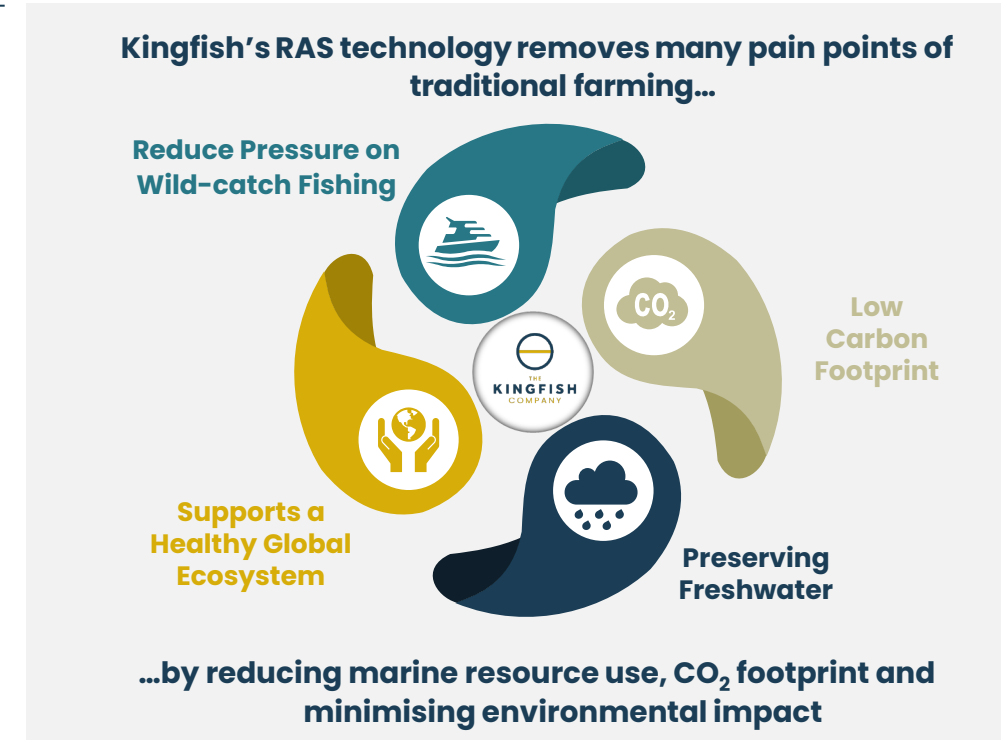 Kingfish's RAS technology removes many pain points of
traditional farming...
Reduce Pressure on
Wild-catch Fishing
CO₂
Low
Carbon
Footprint
THE
KINGFISH
COMPANY
Supports a
Healthy Global
Ecosystem
Preserving
Freshwater
...by reducing marine resource use, CO₂ footprint and
minimising environmental impact